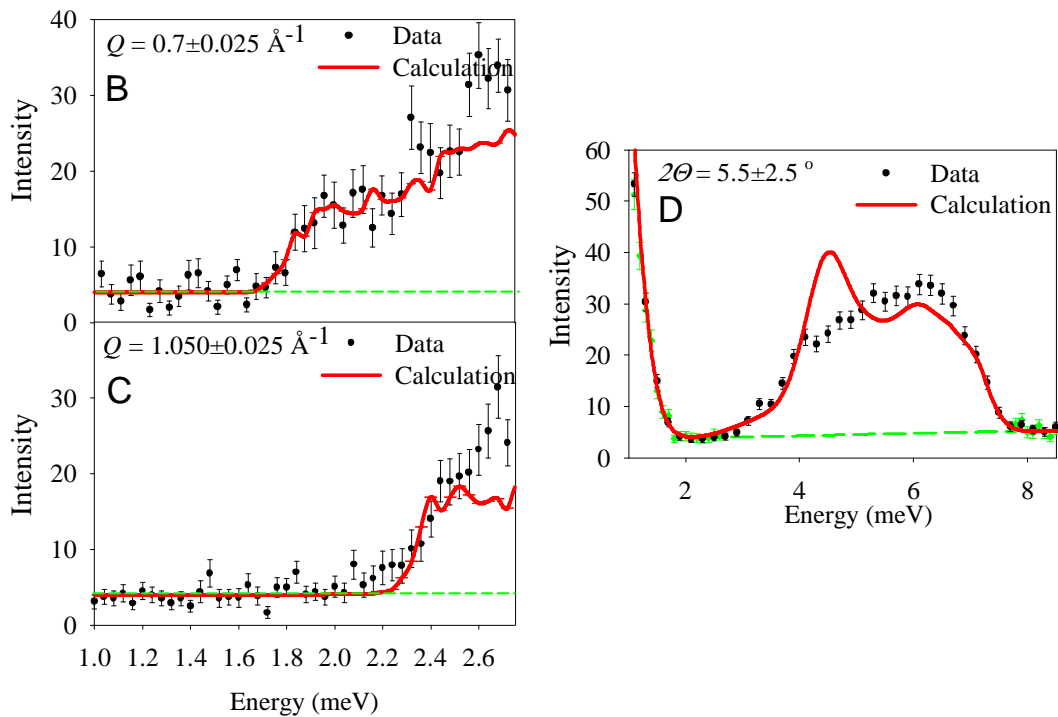 40
30
20
10
0
Intensity
Q = 0.7±0.025 Å-1
B
Data
Calculation
30
20
10
0
Intensity
Q = 1.050±0.025 Å-1
C
Data
Calculation
1.0 1.2 1.4 1.6 1.8 2.0 2.2 2.4 2.6
Energy (meV)
60
50
40
30
20
10
0
Intensity
2Θ = 5.5±2.5 o
D
Data
Calculation
2 4 6 8
Energy (meV)